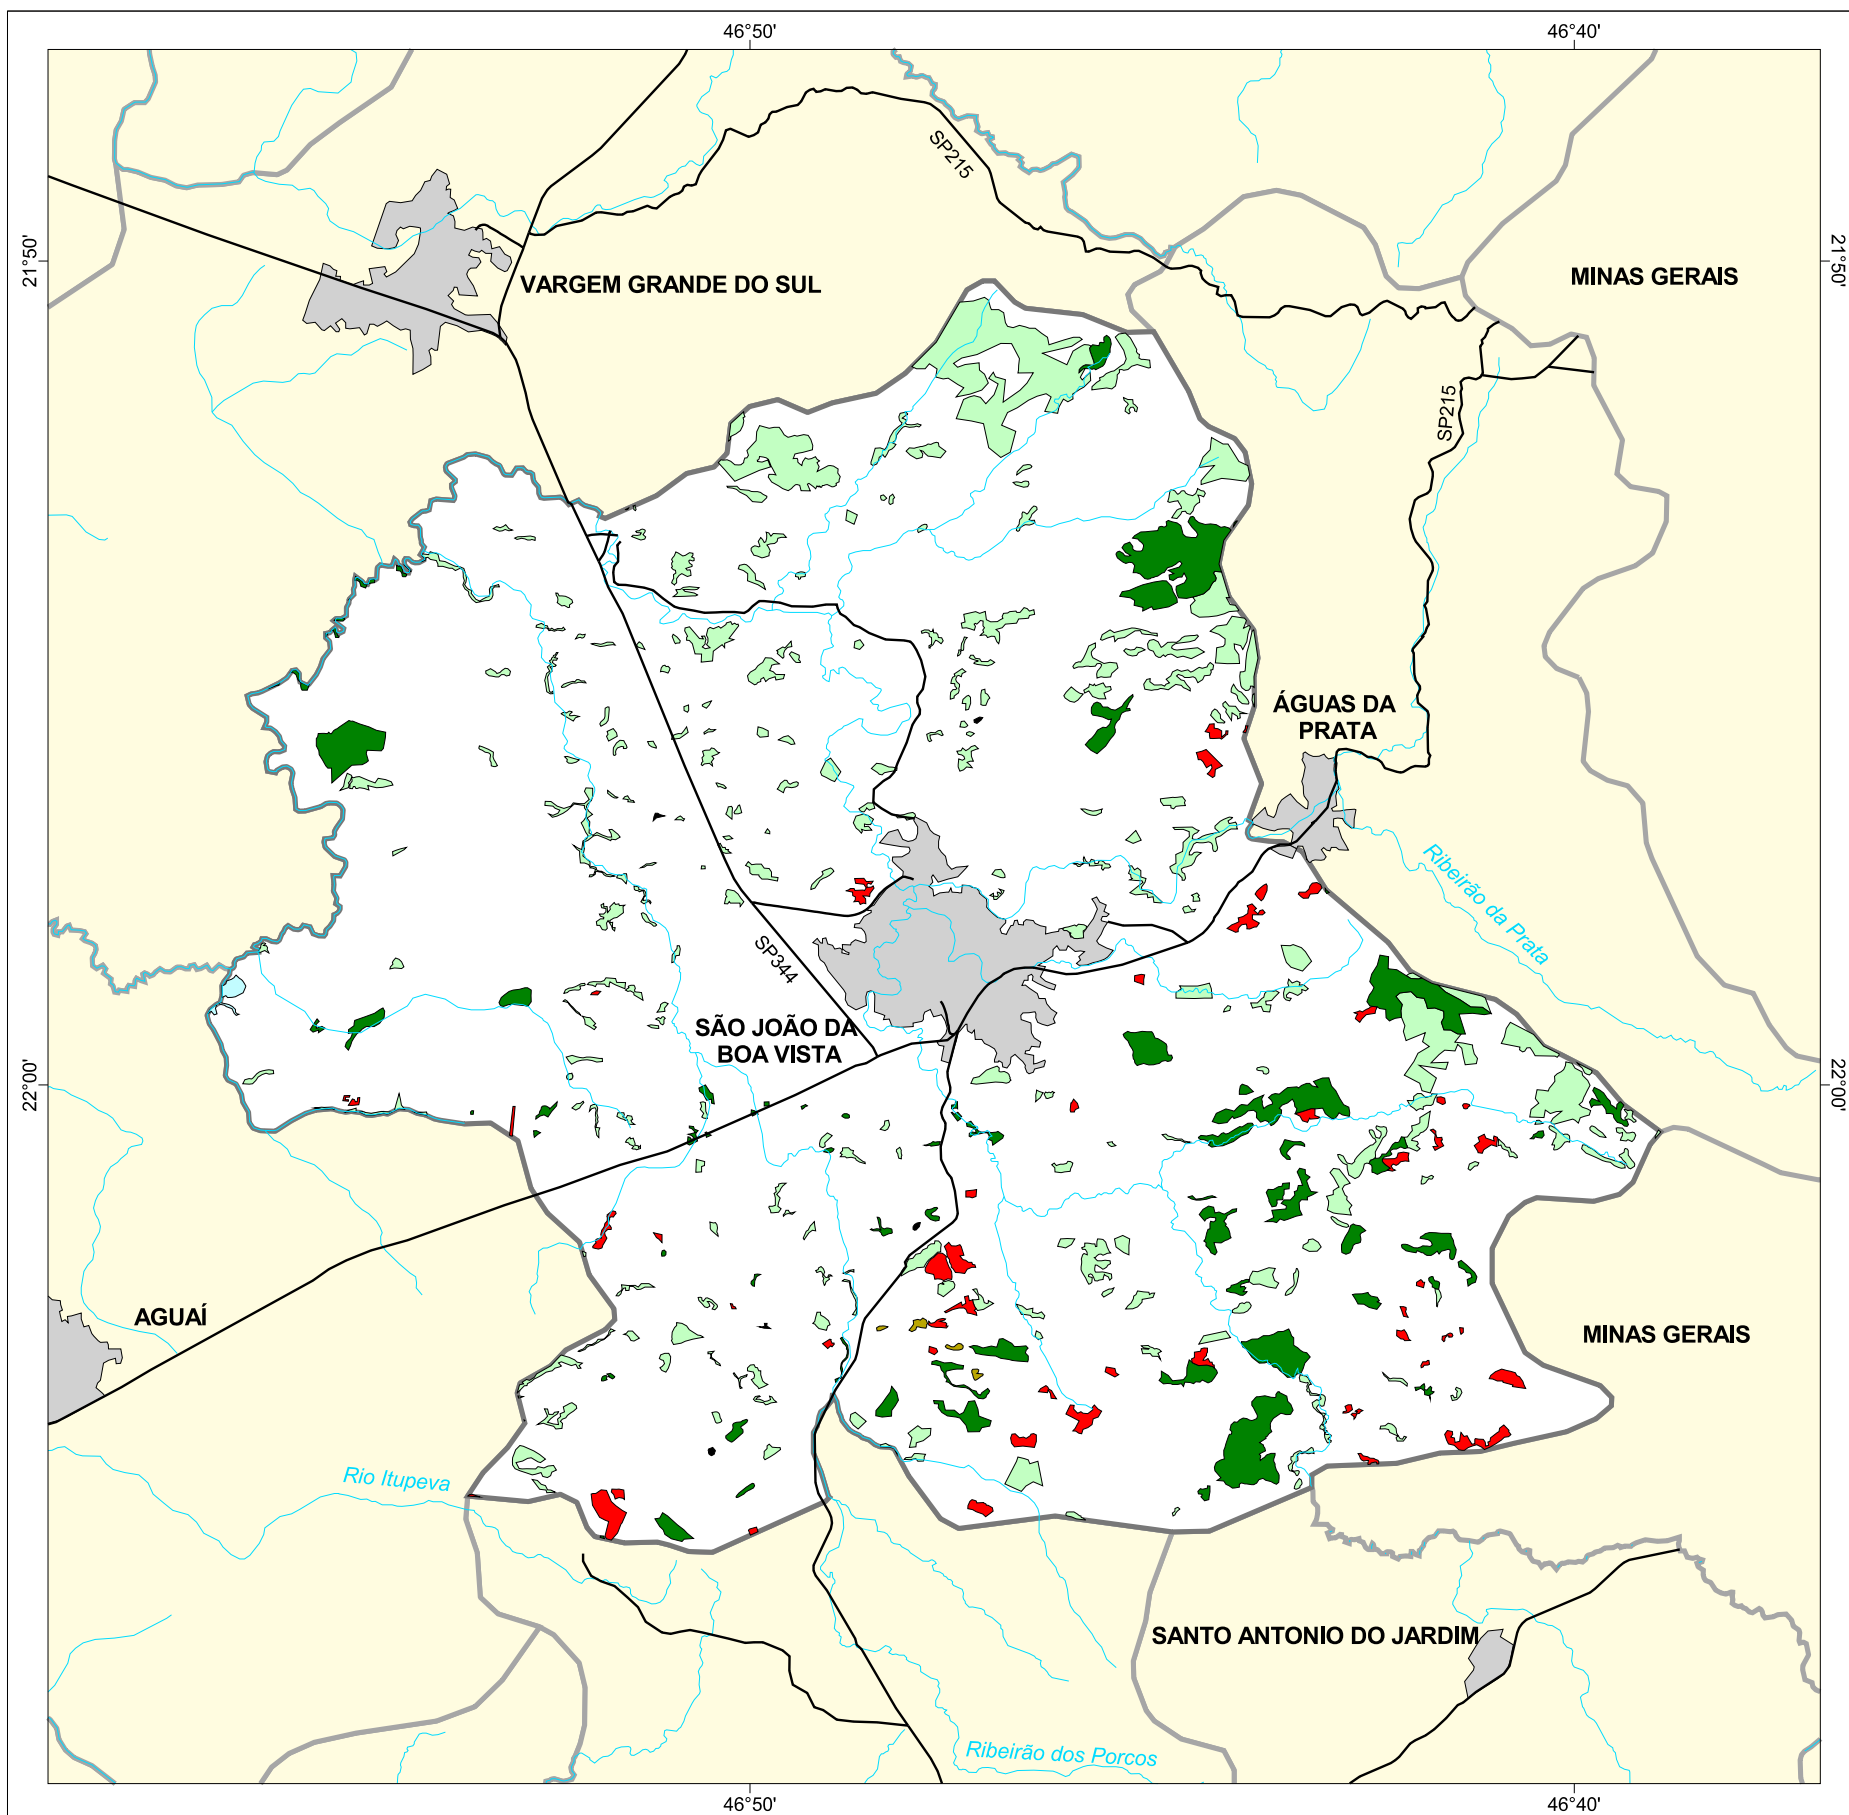 46°50'
46°40'
SP215
21°50'
21°50'
MINAS GERAIS
VARGEM GRANDE DO SUL
SP215
ÁGUAS DA
PRATA
Ribeirão da Prata
SP344
SÃO JOÃO DA
BOA VISTA
22°00'
22°00'
AGUAÍ
MINAS GERAIS
Rio Itupeva
SANTO ANTONIO DO JARDIM
Ribeirão dos Porcos
46°50'
46°40'